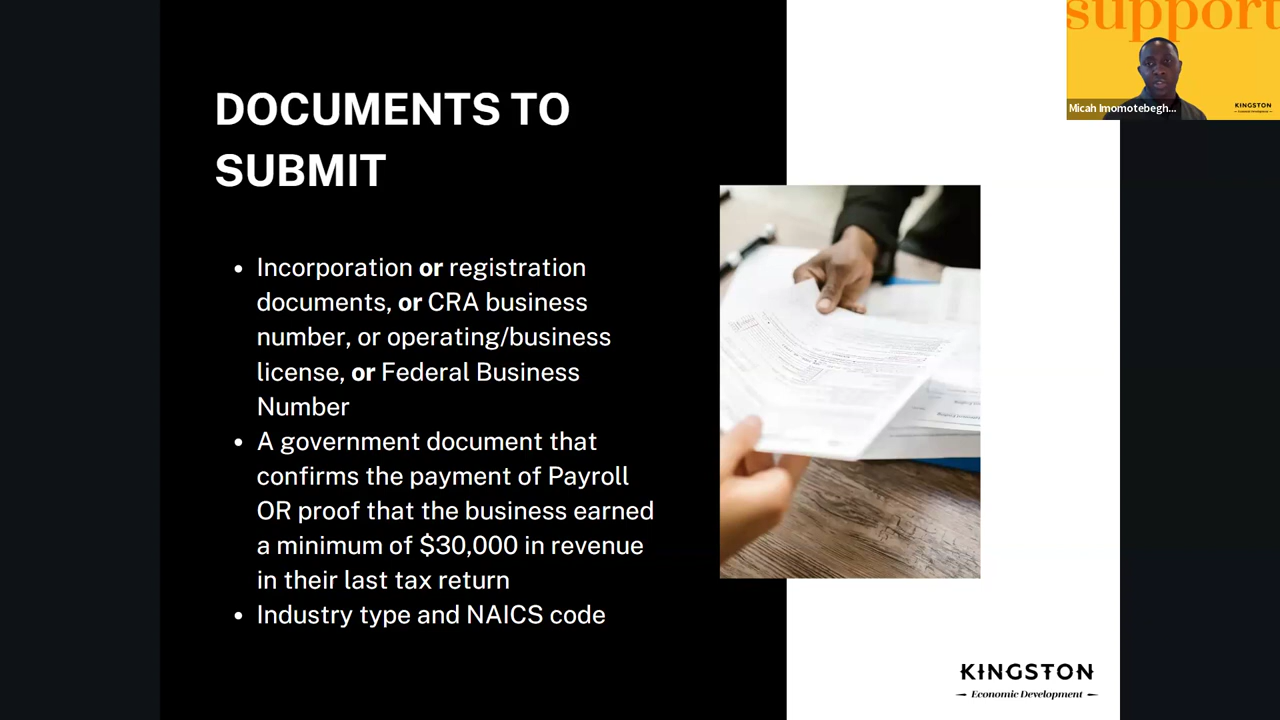 support
KINGSTON
Economic Development
Micah Imomotebegh...
DOCUMENTS TO
SUBMIT
• Incorporation or registration
documents, or CRA business
number, or operating/business
license, or Federal Business
Number
• A government document that
confirms the payment of Payroll
OR proof that the business earned
a minimum of $30,000 in revenue
in their last tax return
• Industry type and NAICS code
KINGSTON
Economic Development